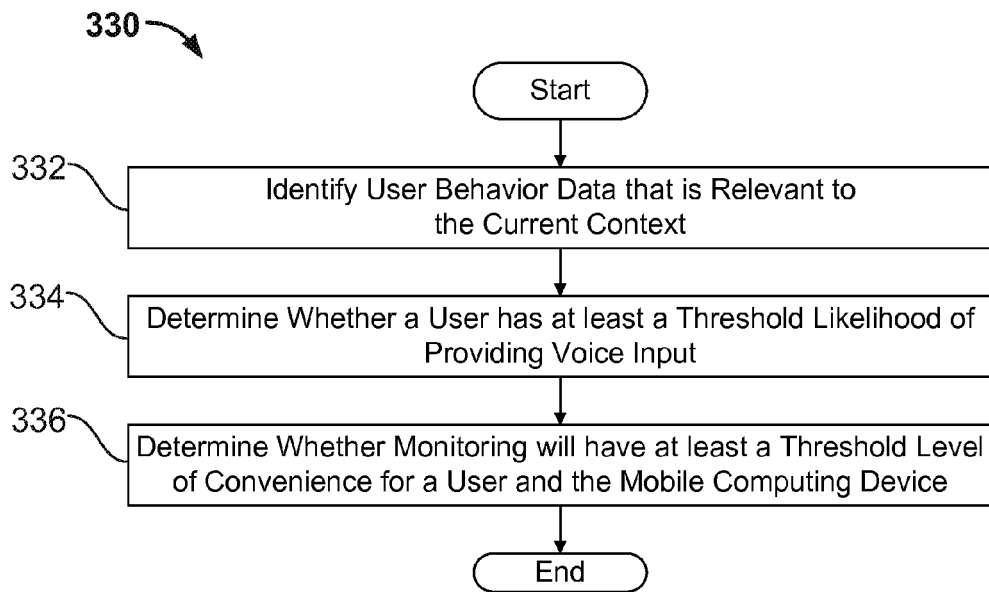 330
Start
332
Identify User Behavior Data that is Relevant to
the Current Context
334
Determine Whether a User has at least a Threshold Likelihood of
Providing Voice Input
336
Determine Whether Monitoring will have at least a Threshold Level
of Convenience for a User and the Mobile Computing Device
End